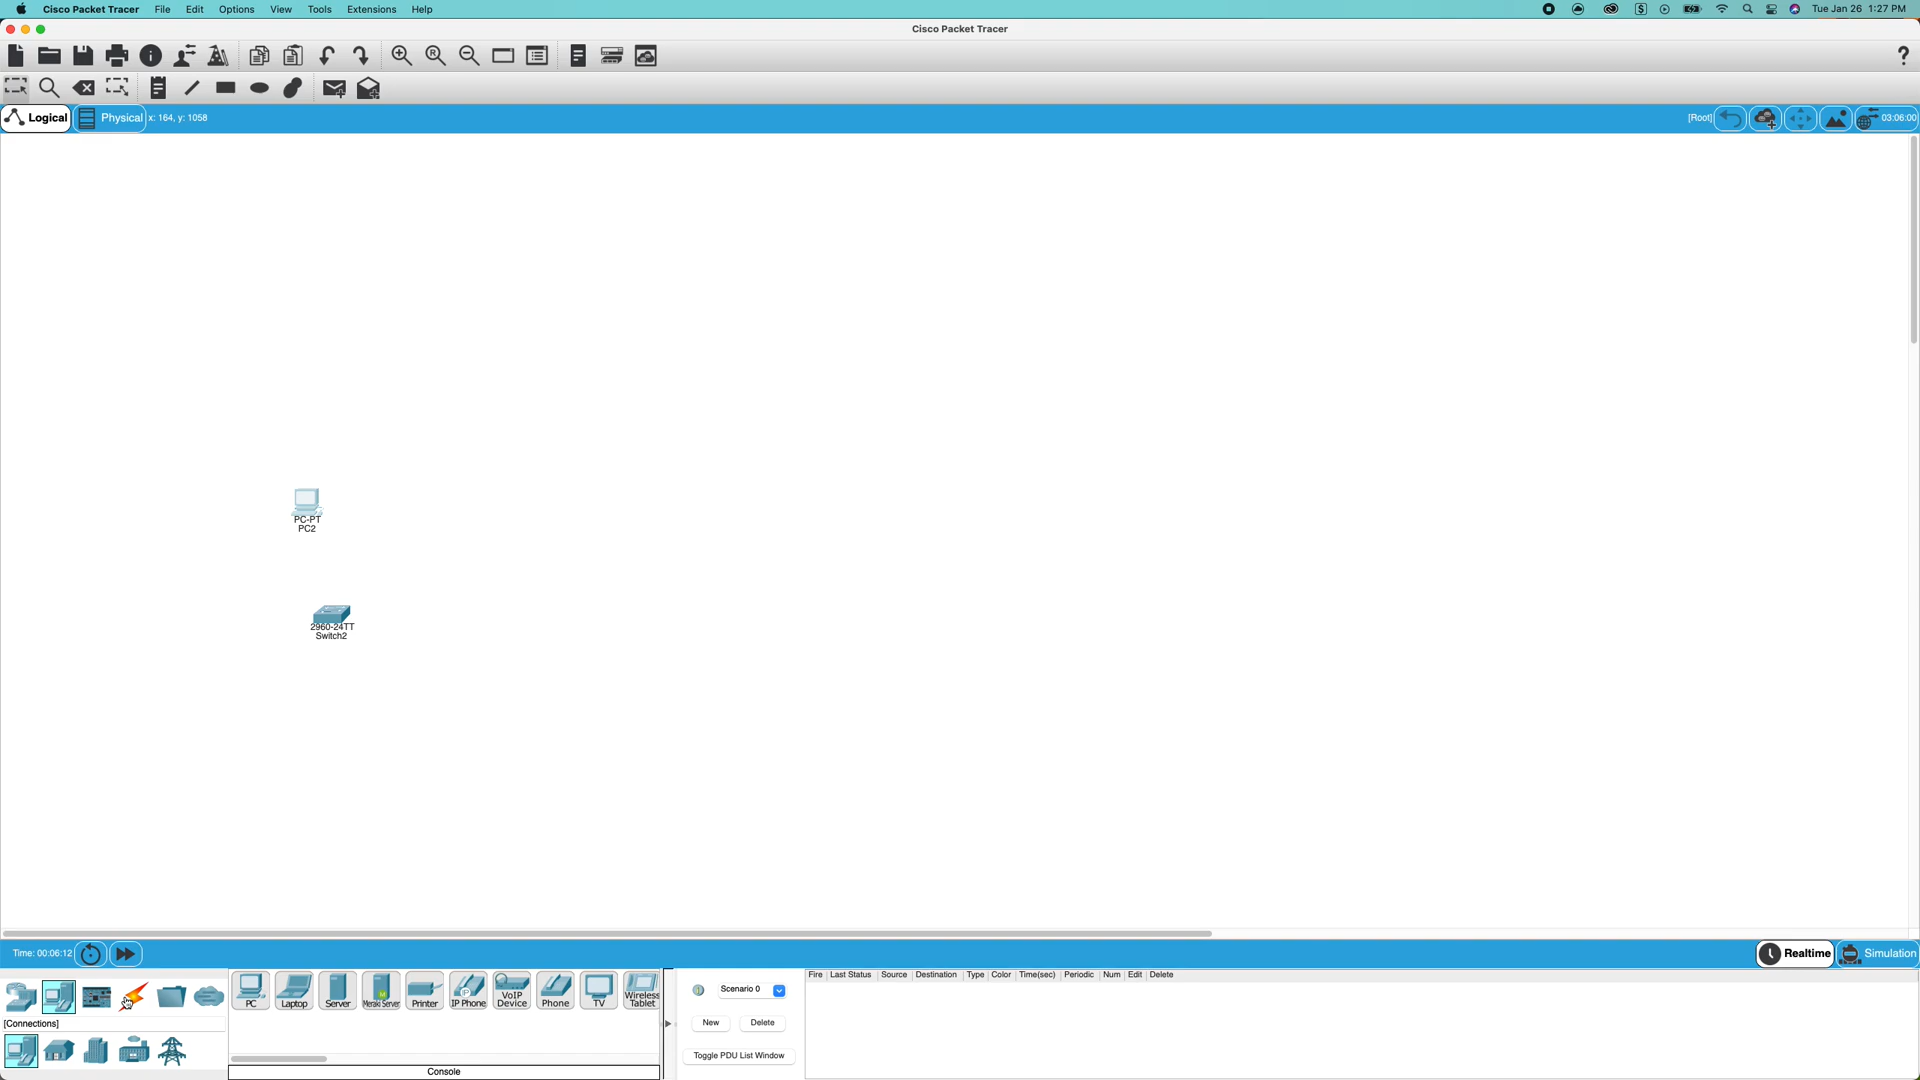 Cisco Packet Tracer File Edit Options View Tools Extensions Help Tue Jan 26 1:27 PM
Cisco Packet Tracer
Logical Physical x: 164, y: 1058 [Root] 03:06:00
PC-PT
PC2
2960-24TT
Switch2
Time: 00:06:12 Realtime Simulation
Fire Last Status Source Destination Type Color Time(sec) Periodic Num Edit Delete
Scenario 0
PC Laptop Server Meraki Server Printer IP Phone VoIP Device Phone TV Wireless Tablet
[Connections]
New Delete
Toggle PDU List Window
Console